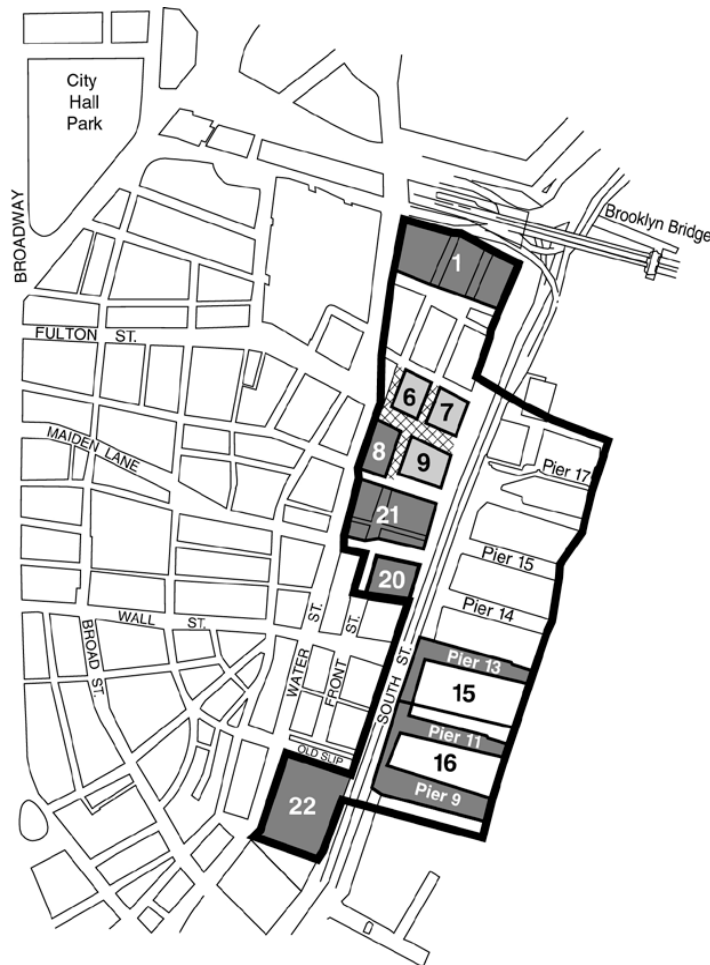 City
Hall
Park
BROADWAY
Brooklyn Bridge
1
FULTON ST.
6
7
MAIDEN LANE
8
9
Pier 17
21
Pier 15
20
Pier 14
WALL ST.
BROAD ST.
WATER ST.
FRONT ST.
SOUTH ST.
Pier 13
15
Pier 11
16
Pier 9
OLD SLIP
22